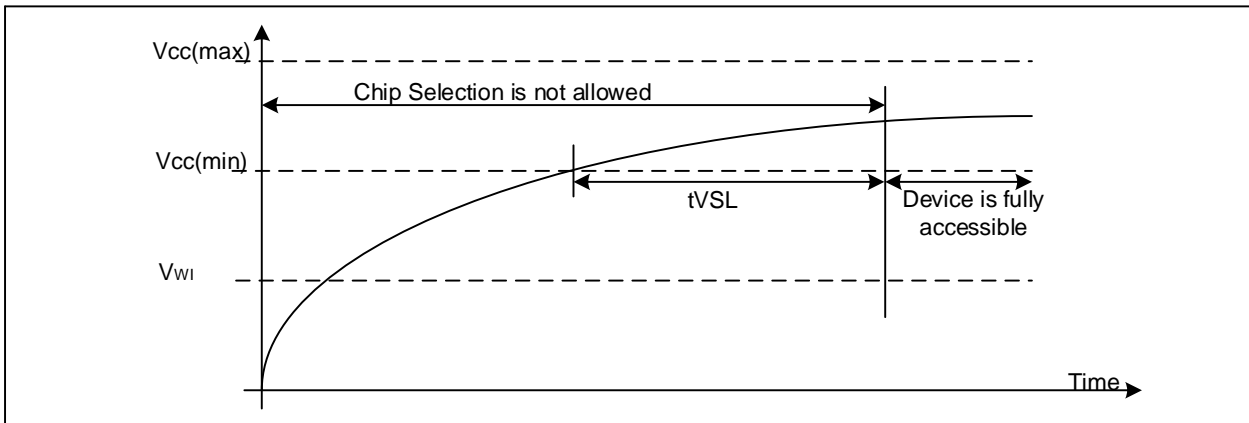 Vcc(max)
Chip Selection is not allowed
Vcc(min)
tVSL
Device is fully
accessible
VWI
Time